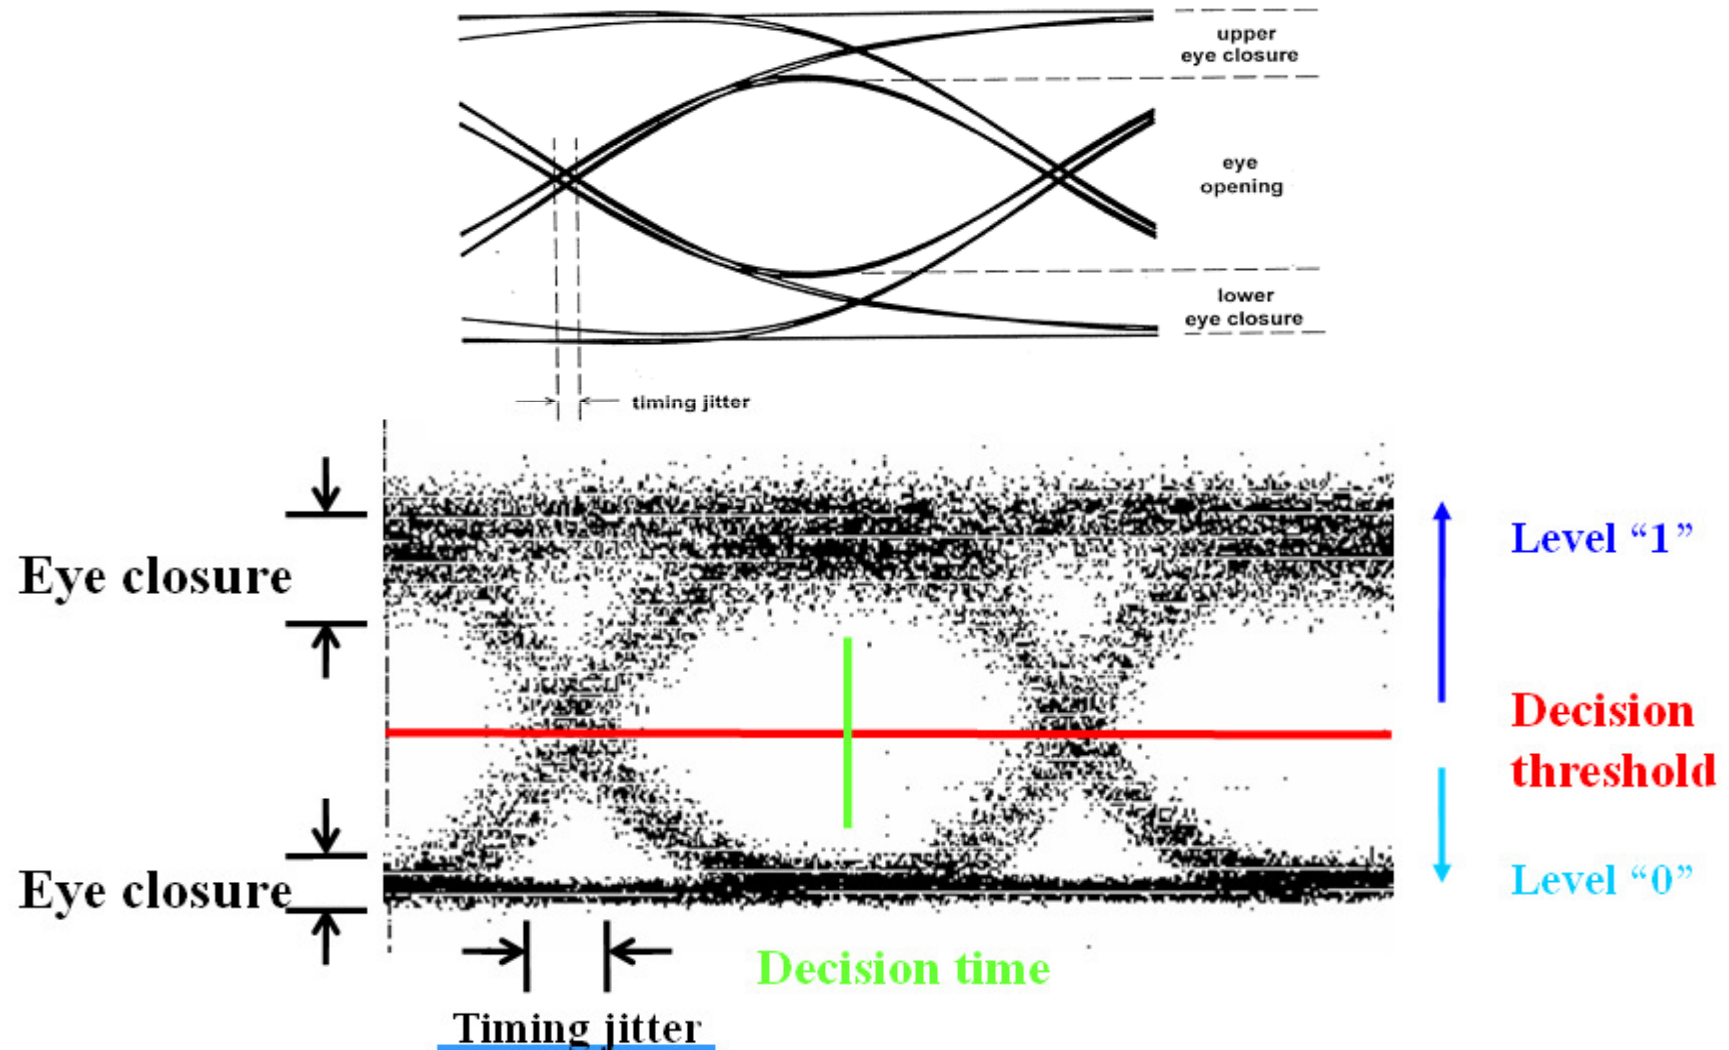 upper
eye closure
eye
opening
lower
eye closure
timing jitter
Eye closure
Level “1”
Decision
threshold
Eye closure
Level “0”
Decision time
Timing jitter